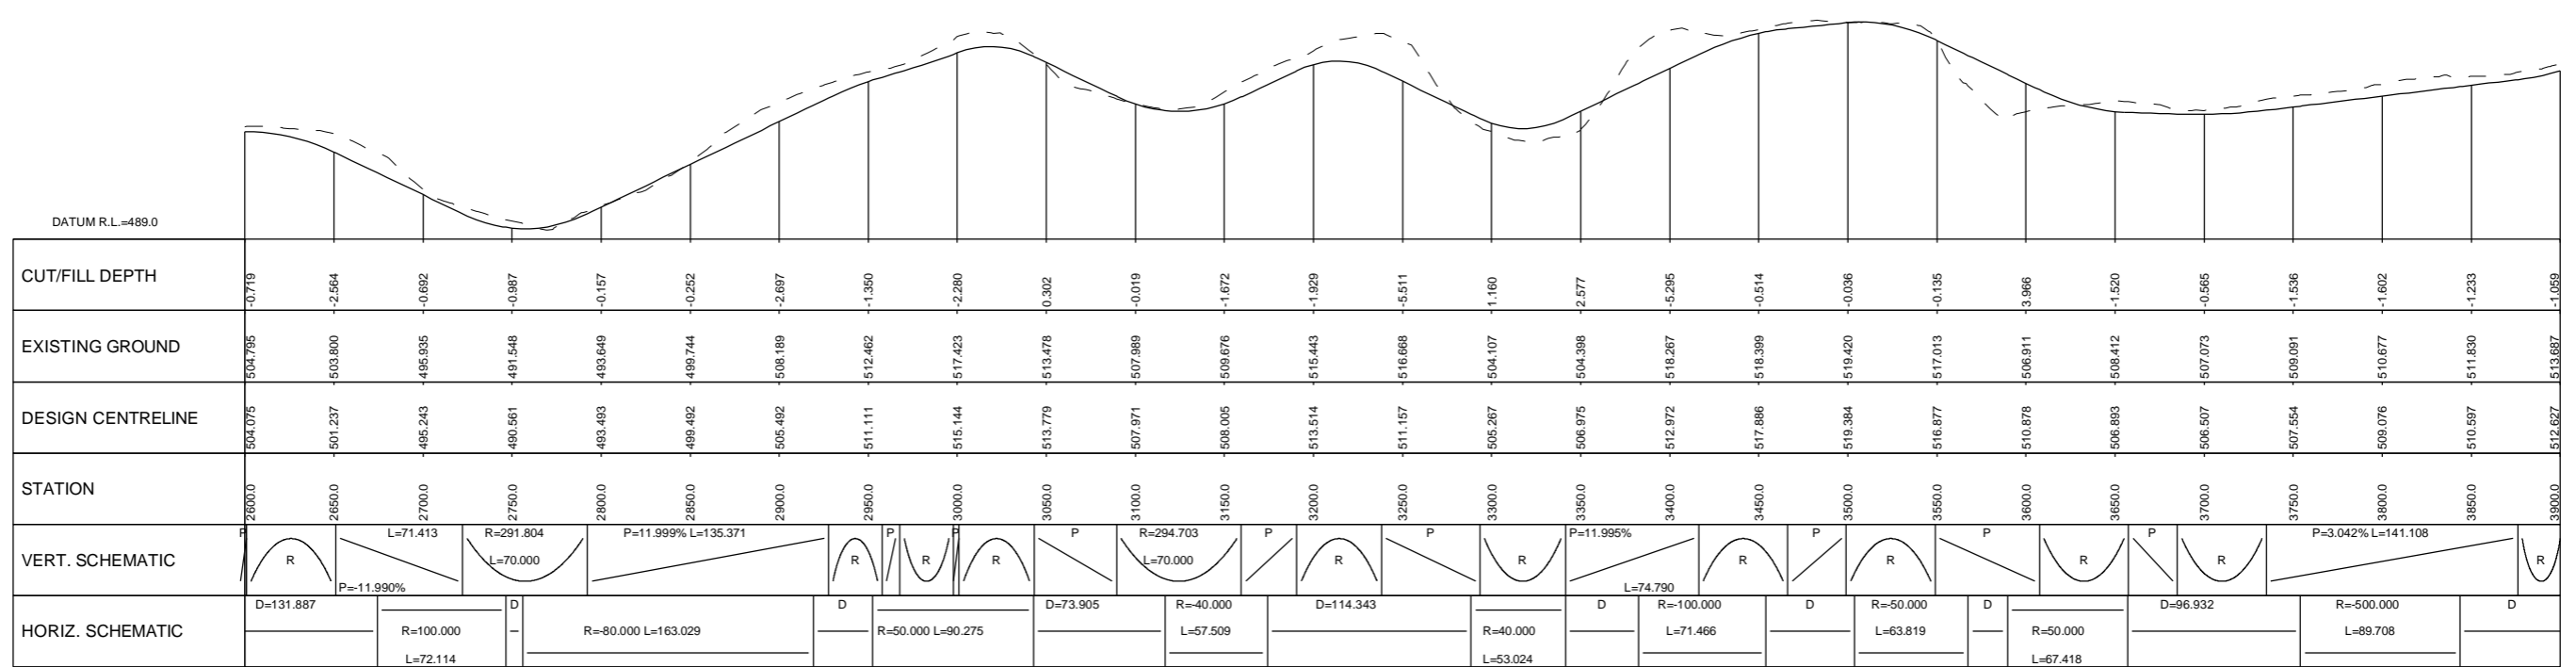 DATUM R.L.=489.0
CUT/FILL DEPTH -0.719 -2.564 -0.692 -0.987 -0.157 -0.252 -2.697 -1.350 -2.280 0.302 -0.019 -1.672 -1.929 -5.511 1.160 2.577 -5.295 -0.514 -0.036 -0.135 3.966 -1.520 -0.565 -1.536 -1.602 -1.233 -1.059
EXISTING GROUND 504.795 503.800 495.935 491.548 493.649 499.744 508.189 512.462 517.423 513.478 507.989 509.676 515.443 516.668 504.107 504.398 518.267 518.399 519.420 517.013 506.911 508.412 507.073 509.091 510.677 511.830 513.687
DESIGN CENTRELINE 504.075 501.237 495.243 490.561 493.493 499.492 505.492 511.111 515.144 513.779 507.971 508.005 513.514 511.157 505.267 506.975 512.972 517.886 519.384 516.877 510.878 506.893 506.507 507.554 509.076 510.597 512.627
STATION 2600.0 2650.0 2700.0 2750.0 2800.0 2850.0 2900.0 2950.0 3000.0 3050.0 3100.0 3150.0 3200.0 3250.0 3300.0 3350.0 3400.0 3450.0 3500.0 3550.0 3600.0 3650.0 3700.0 3750.0 3800.0 3850.0 3900.0
P L=71.413 R=291.804 P=11.999% L=135.371 P P P R=294.703 P P P=11.995% P P P P=3.042% L=141.108
VERT. SCHEMATIC R L=70.000 R R R L=70.000 R R R R R R R
P=-11.990% L=74.790
D=131.887 D D D=73.905 R=-40.000 D=114.343 D R=-100.000 D R=-50.000 D D=96.932 R=-500.000 D
HORIZ. SCHEMATIC R=100.000 R=-80.000 L=163.029 R=50.000 L=90.275 L=57.509 R=40.000 L=71.466 L=63.819 R=50.000 L=89.708
L=72.114 L=53.024 L=67.418